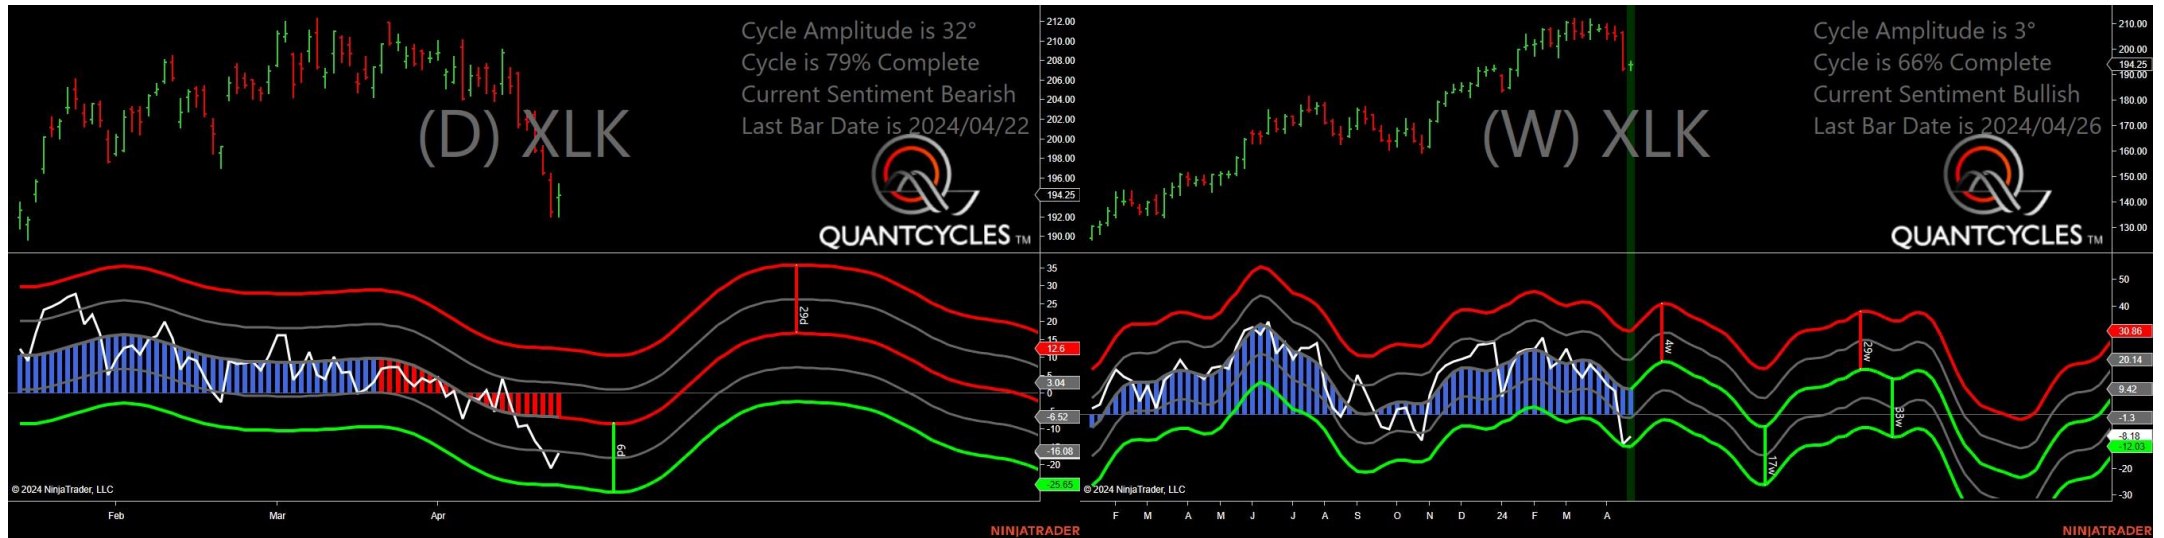 Cycle Amplitude is 32°
Cycle is 79% Complete
Current Sentiment Bearish
Last Bar Date is 2024/04/22
(D) XLK
QUANTCYCLES TM
212.00
210.00
208.00
206.00
204.00
202.00
200.00
198.00
196.00
194.25
192.00
190.00
35
30
25
20
15
12.6
10
5
3.04
0
-6.52
-10
-16.08
-20
-25.65
29d
6d
© 2024 NinjaTrader, LLC
Feb
Mar
Apr
NINJATRADER
Cycle Amplitude is 3°
Cycle is 66% Complete
Current Sentiment Bullish
Last Bar Date is 2024/04/26
(W) XLK
QUANTCYCLES TM
210.00
200.00
194.25
190.00
180.00
170.00
160.00
150.00
140.00
130.00
50
40
30.86
20.14
9.42
-1.3
-8.18
-12.03
-20
-30
4w
29w
17w
33w
© 2024 NinjaTrader, LLC
F M A M J J A S O N D 24 F M A
NINJATRADER